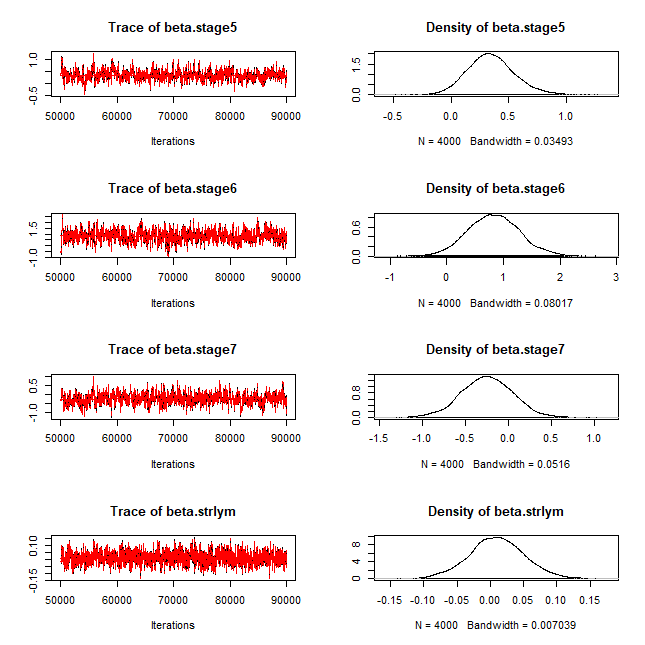 Trace of beta.stage5
-0.5 1.0
50000 60000 70000 80000 90000
Iterations
Density of beta.stage5
0.0 1.5
-0.5 0.0 0.5 1.0
N = 4000 Bandwidth = 0.03493
Trace of beta.stage6
-1.0 1.5
50000 60000 70000 80000 90000
Iterations
Density of beta.stage6
0.0 0.6
-1 0 1 2 3
N = 4000 Bandwidth = 0.08017
Trace of beta.stage7
-1.0 0.5
50000 60000 70000 80000 90000
Iterations
Density of beta.stage7
0.0 0.8
-1.5 -1.0 -0.5 0.0 0.5 1.0
N = 4000 Bandwidth = 0.0516
Trace of beta.strlym
-0.15 0.10
50000 60000 70000 80000 90000
Iterations
Density of beta.strlym
0 4 8
-0.15 -0.10 -0.05 0.00 0.05 0.10 0.15
N = 4000 Bandwidth = 0.007039